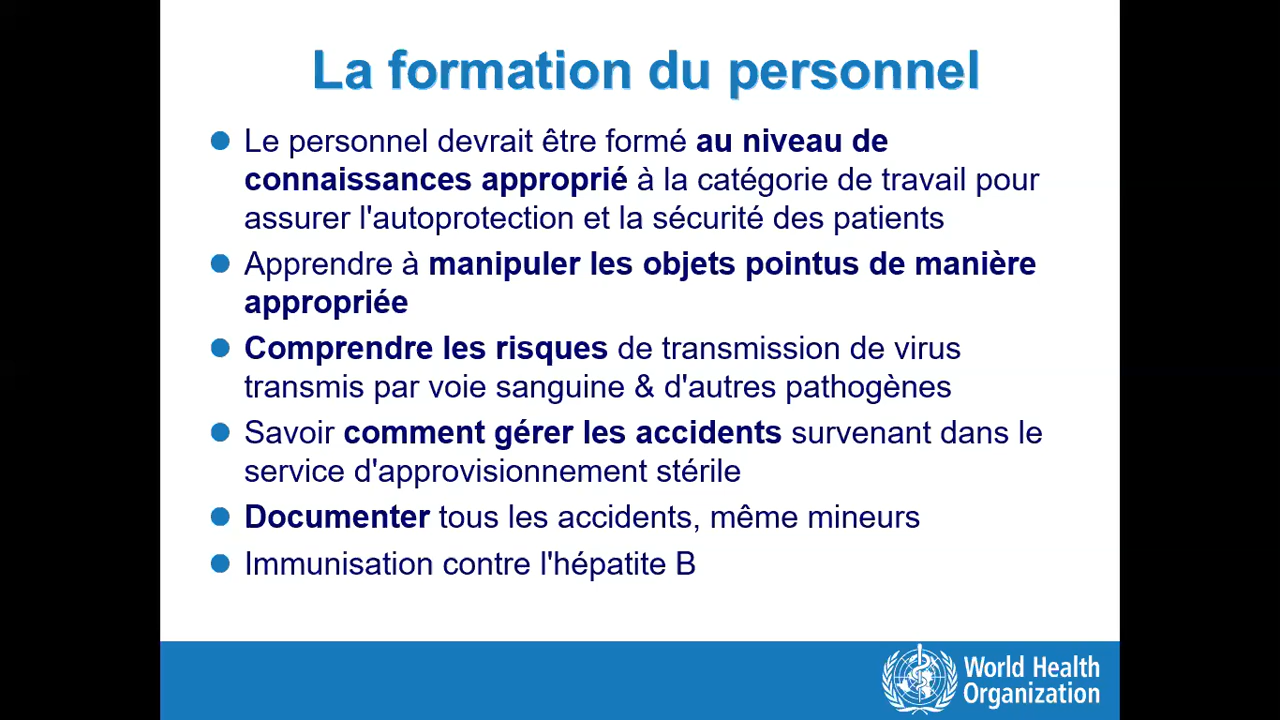 La formation du personnel
Le personnel devrait être formé au niveau de
connaissances approprié à la catégorie de travail pour
assurer l'autoprotection et la sécurité des patients
Apprendre à manipuler les objets pointus de manière
appropriée
Comprendre les risques de transmission de virus
transmis par voie sanguine & d'autres pathogènes
Savoir comment gérer les accidents survenant dans le
service d'approvisionnement stérile
Documenter tous les accidents, même mineurs
Immunisation contre l'hépatite B
World Health
Organization